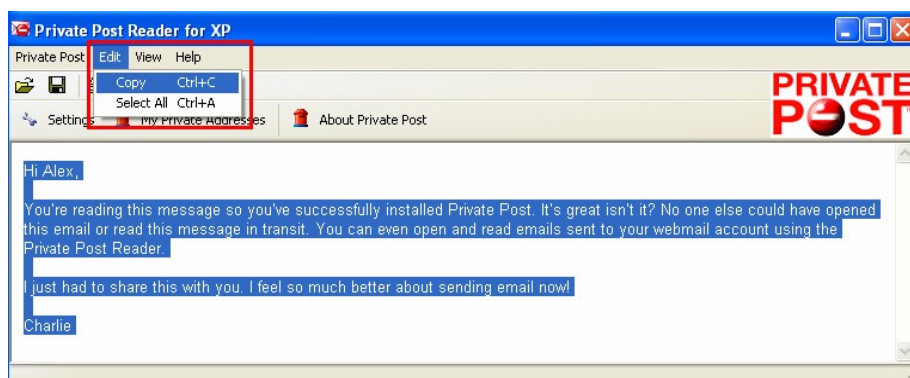 Private Post Reader for XP
Private Post Edit View Help
Copy Ctrl+C
Select All Ctrl+A
PRIVATE
POST
Settings My Private Addresses About Private Post
Hi Alex,
You're reading this message so you've successfully installed Private Post. It's great isn't it? No one else could have opened
this email or read this message in transit. You can even open and read emails sent to your webmail account using the
Private Post Reader.
I just had to share this with you. I feel so much better about sending email now!
Charlie